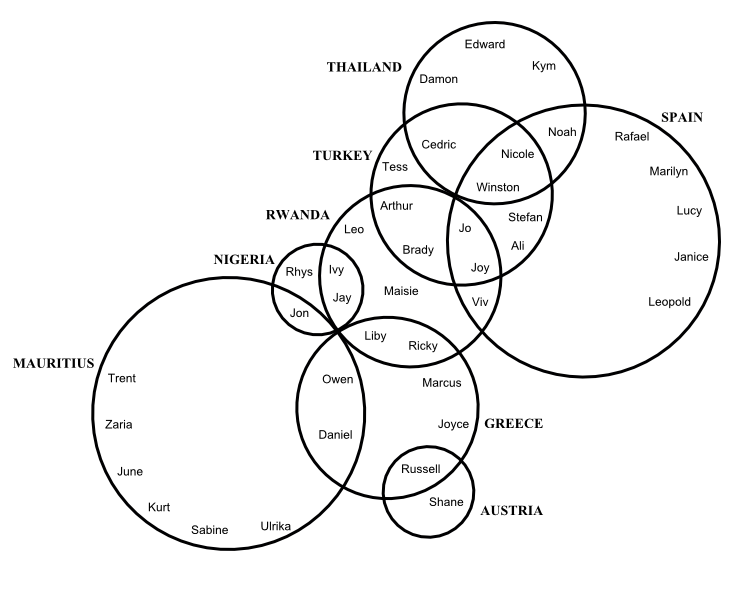 Edward
THAILAND
Kym
Damon
SPAIN
Noah
Rafael
Cedric
Nicole
TURKEY
Tess
Marilyn
Winston
Arthur
Lucy
RWANDA
Stefan
Leo
Jo
Brady
Ali
NIGERIA
Janice
Rhys
Ivy
Joy
Jay
Maisie
Viv
Leopold
Jon
Liby
Ricky
MAURITIUS
Trent
Owen
Marcus
Zaria
Daniel
Joyce
GREECE
June
Russell
Kurt
Shane
AUSTRIA
Sabine
Ulrika